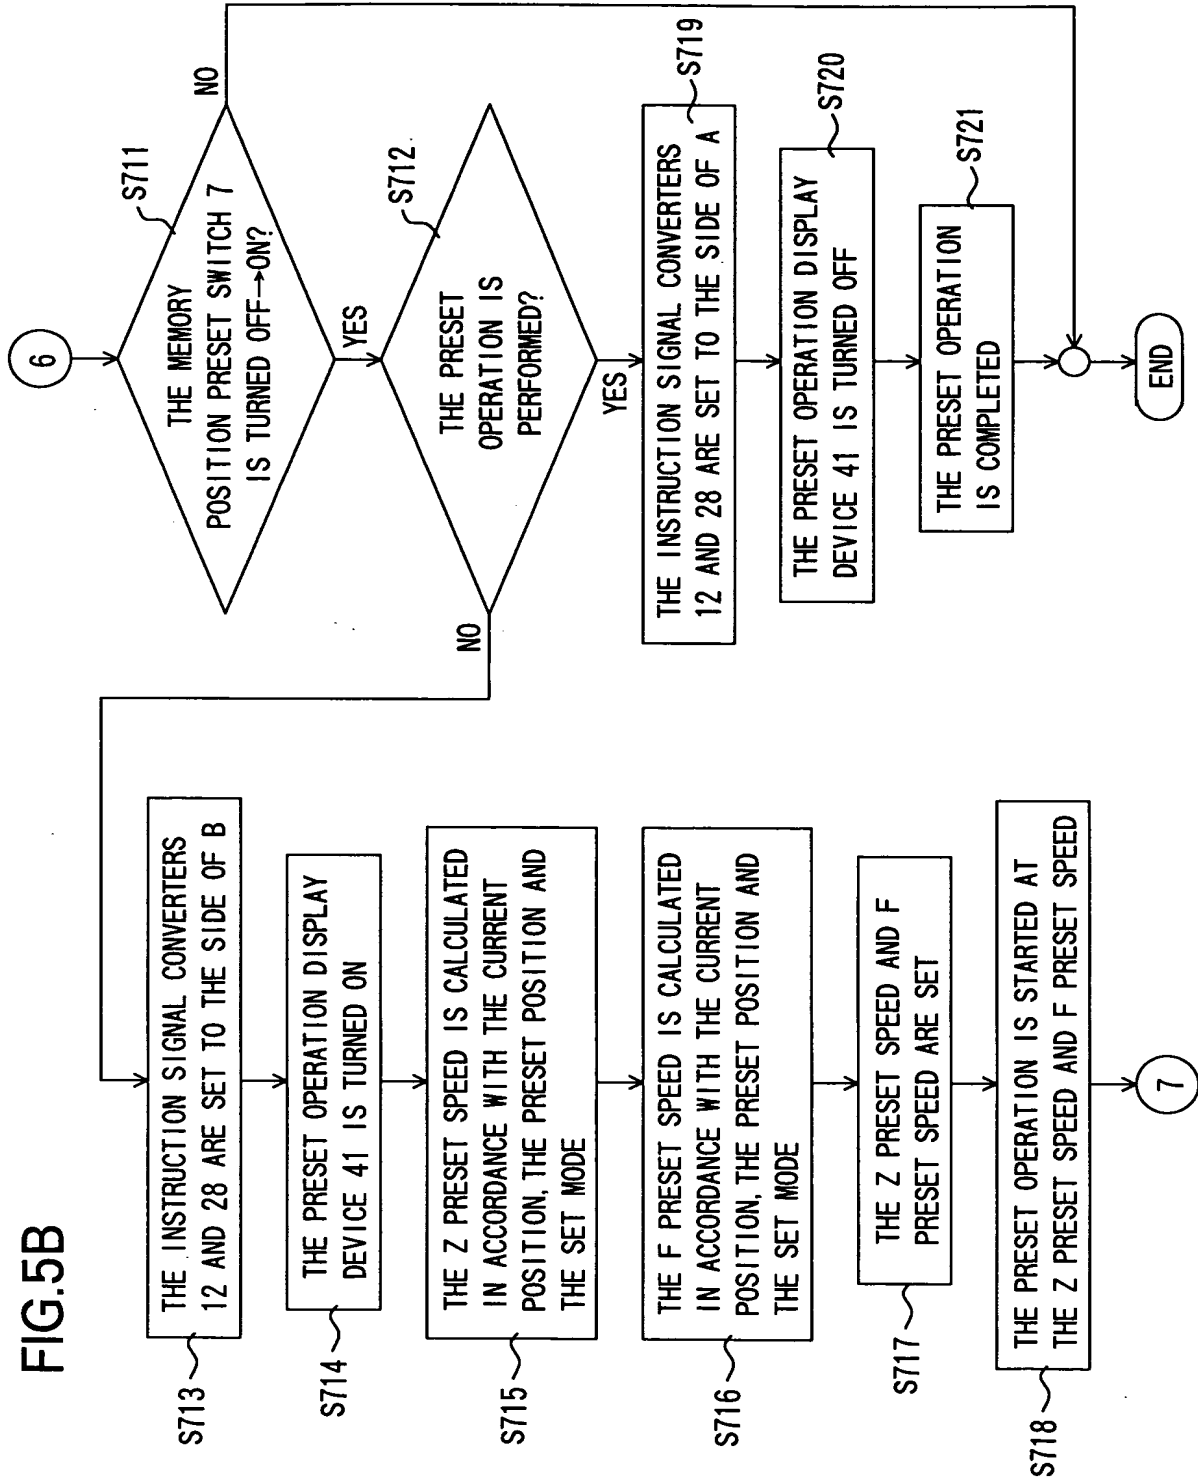 FIG.5B
6
THE MEMORY
POSITION PRESET SWITCH 7
IS TURNED OFF→ON?
S711
NO
YES
THE PRESET
OPERATION IS
PERFORMED?
S712
NO
YES
S713
THE INSTRUCTION SIGNAL CONVERTERS
12 AND 28 ARE SET TO THE SIDE OF B
S714
THE PRESET OPERATION DISPLAY
DEVICE 41 IS TURNED ON
S715
THE Z PRESET SPEED IS CALCULATED
IN ACCORDANCE WITH THE CURRENT
POSITION, THE PRESET POSITION AND
THE SET MODE
S716
THE F PRESET SPEED IS CALCULATED
IN ACCORDANCE WITH THE CURRENT
POSITION, THE PRESET POSITION AND
THE SET MODE
S717
THE Z PRESET SPEED AND F
PRESET SPEED ARE SET
S718
THE PRESET OPERATION IS STARTED AT
THE Z PRESET SPEED AND F PRESET SPEED
7
THE INSTRUCTION SIGNAL CONVERTERS
12 AND 28 ARE SET TO THE SIDE OF A
S719
THE PRESET OPERATION DISPLAY
DEVICE 41 IS TURNED OFF
S720
THE PRESET OPERATION
IS COMPLETED
S721
END